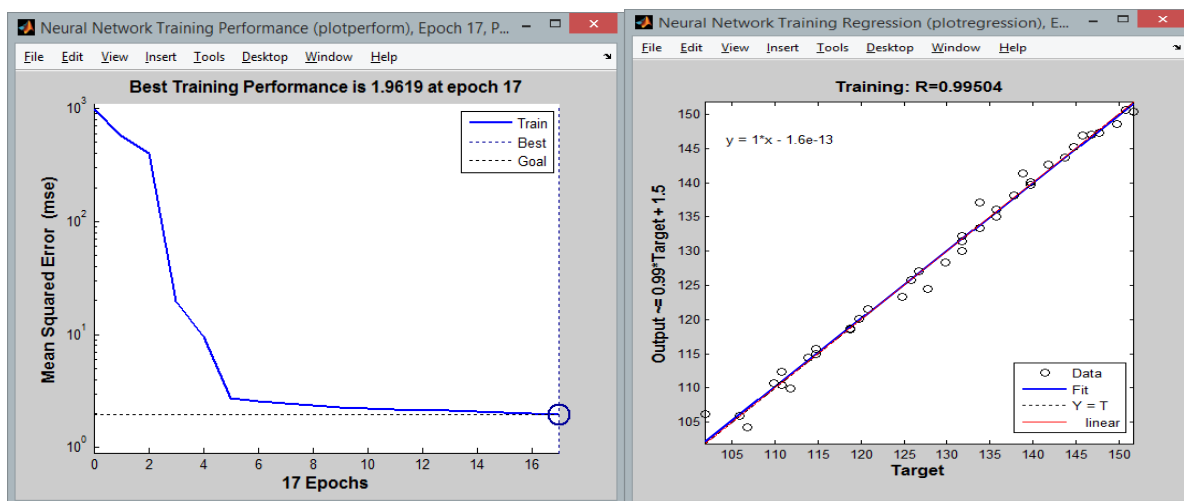 Neural Network Training Performance (plotperform), Epoch 17, P...
File Edit View Insert Tools Desktop Window Help
Best Training Performance is 1.9619 at epoch 17
Mean Squared Error (mse)
10^3
10^2
10^1
10^0
Train
Best
Goal
0 2 4 6 8 10 12 14 16
17 Epochs
Neural Network Training Regression (plotregression), E...
File Edit View Insert Tools Desktop Window Help
Training: R=0.99504
Output ~= 0.99*Target + 1.5
150
145
140
135
130
125
120
115
110
105
y = 1*x - 1.6e-13
Data
Fit
Y = T
linear
105 110 115 120 125 130 135 140 145 150
Target